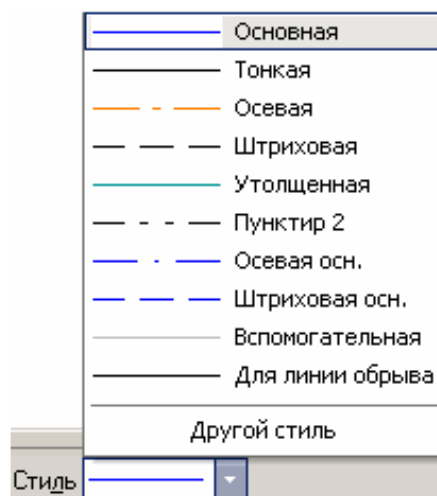 Основная
Тонкая
Осевая
Штриховая
Утолщенная
Пунктир 2
Осевая осн.
Штриховая осн.
Вспомогательная
Для линии обрыва
Другой стиль
Стиль